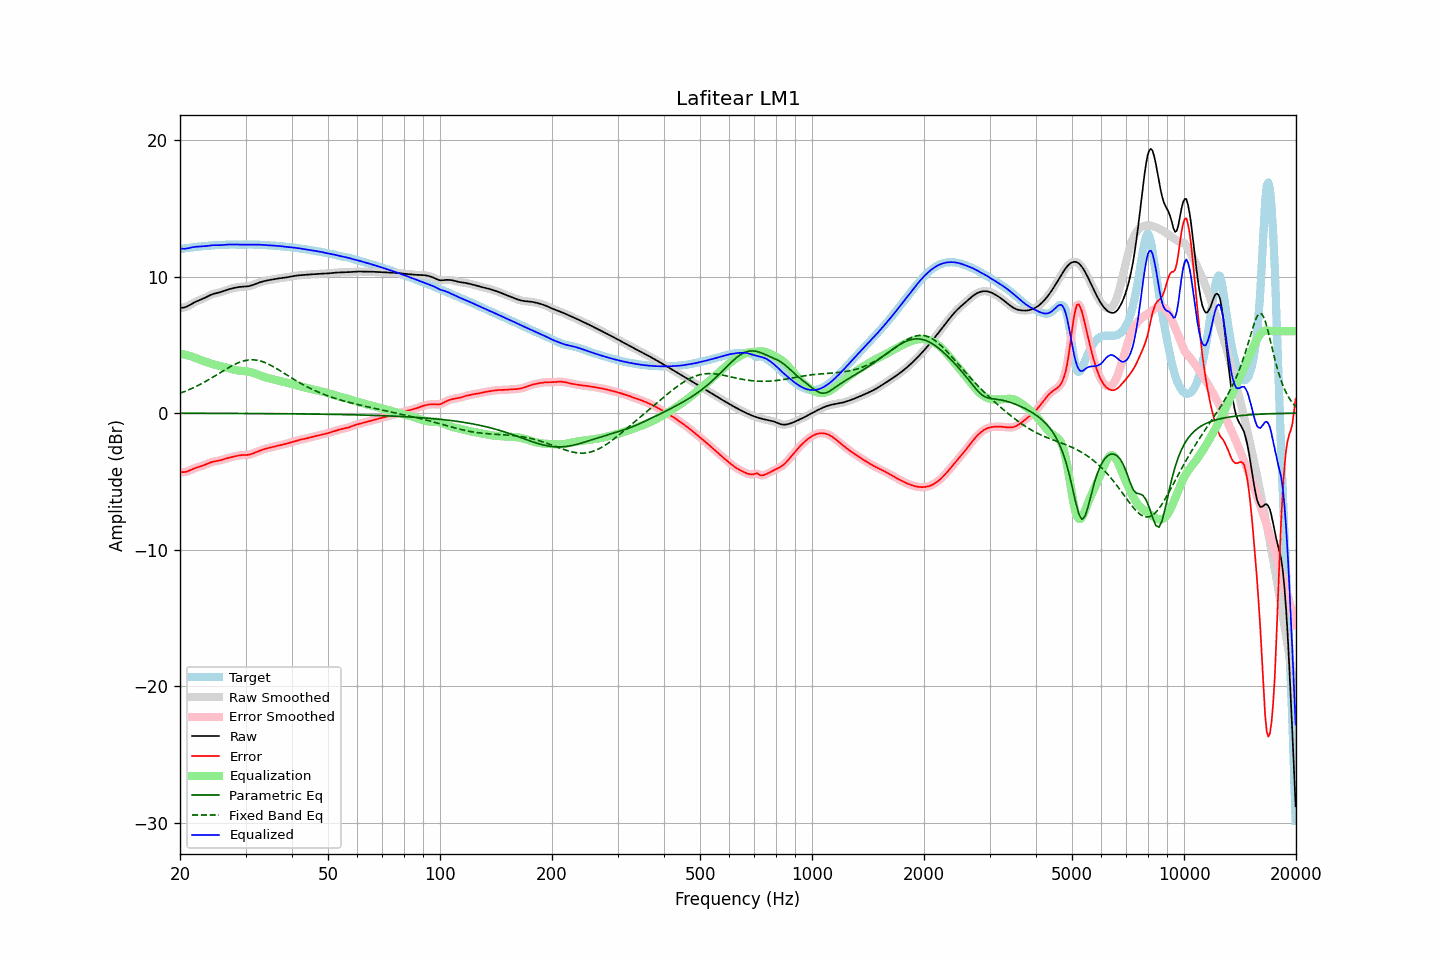 Lafitear LM1
20
10
0
−10
−20
−30
Amplitude (dBr)
Target
Raw Smoothed
Error Smoothed
Raw
Error
Equalization
Parametric Eq
Fixed Band Eq
Equalized
20 50 100 200 500 1000 2000 5000 10000 20000
Frequency (Hz)